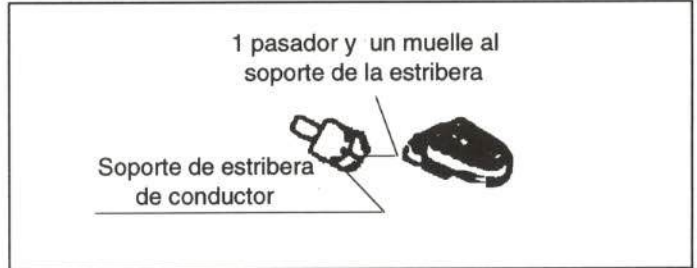 1 pasador y un muelle al
soporte de la estribera
Soporte de estribera
de conductor